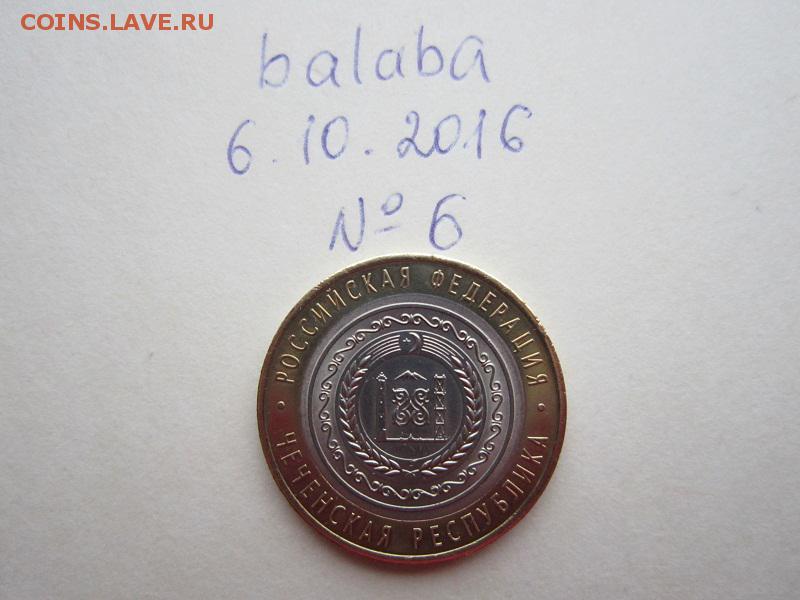 COINS.LAVE.RU
balaba
6.10.2016
№ 6
РОССИЙСКАЯ ФЕДЕРАЦИЯ
ЧЕЧЕНСКАЯ РЕСПУБЛИКА